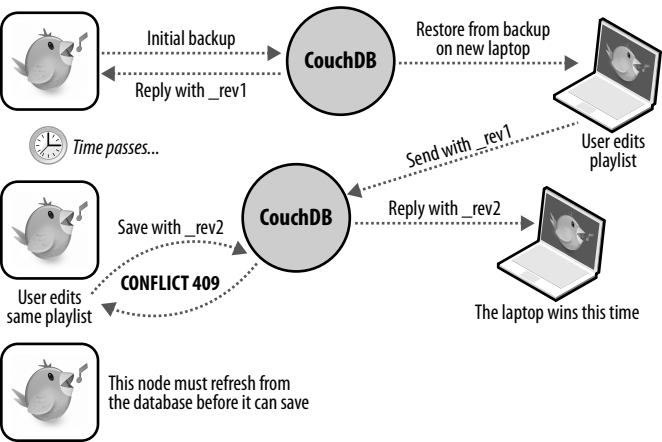 Initial backup
CouchDB
Reply with _rev1
Restore from backup
on new laptop
Time passes...
Send with _rev1
User edits
playlist
Save with _rev2
CouchDB
Reply with _rev2
CONFLICT 409
User edits
same playlist
The laptop wins this time
This node must refresh from
the database before it can save